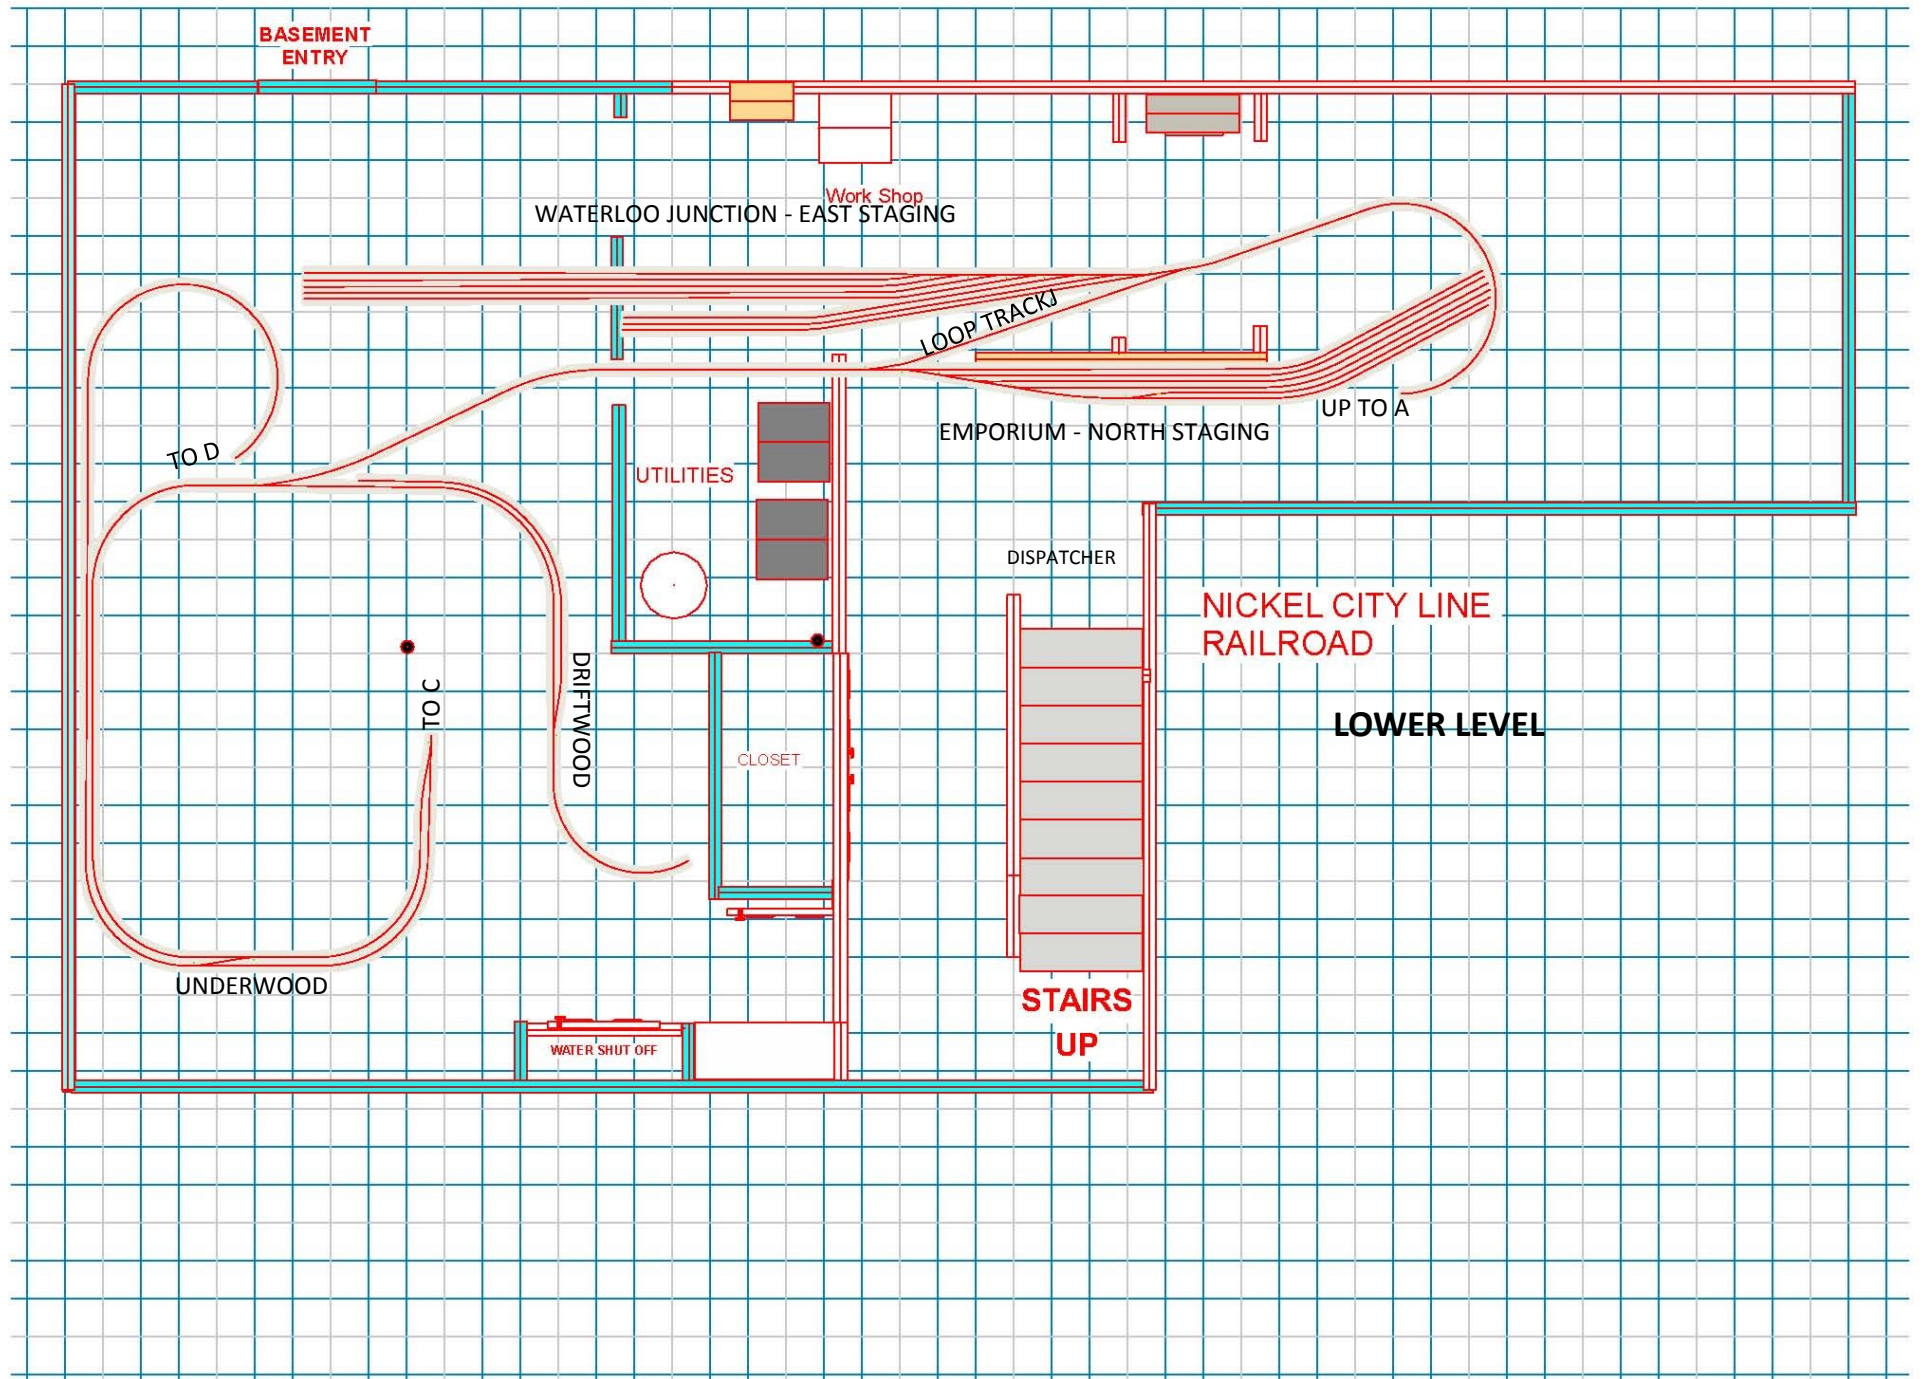 BASEMENT
ENTRY
Work Shop
WATERLOO JUNCTION - EAST STAGING
LOOP TRACKJ
UP TO A
EMPORIUM - NORTH STAGING
TO D
UTILITIES
DISPATCHER
NICKEL CITY LINE
RAILROAD
TO C
DRIFTWOOD
LOWER LEVEL
CLOSET
UNDERWOOD
STAIRS
UP
WATER SHUT OFF